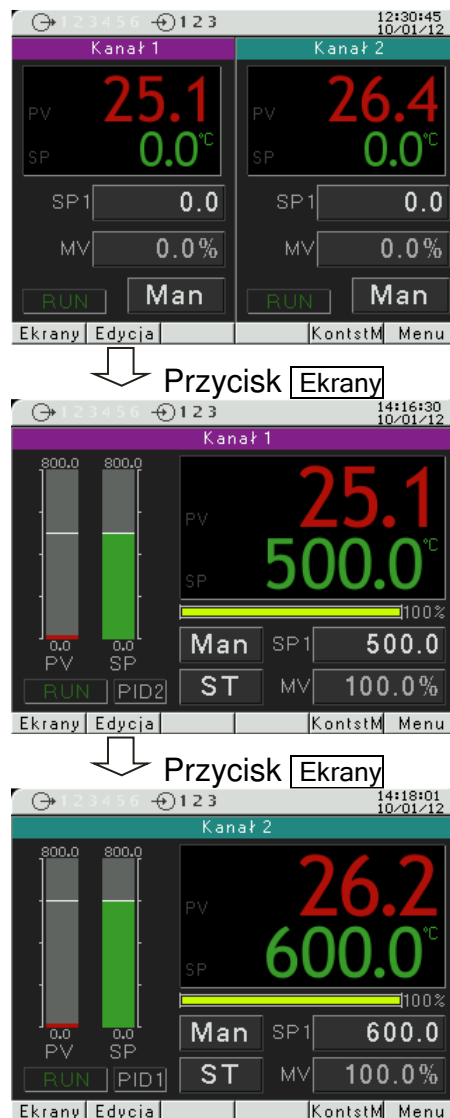 123456 123 12:30:45
10/01/12
Kanał 1 Kanał 2
PV 25.1 PV 26.4
SP 0.0°C SP 0.0°C
SP1 0.0 SP1 0.0
MV 0.0% MV 0.0%
RUN Man RUN Man
Ekrany Edycja KontstM Menu
Przycisk Ekrany
123456 123 14:16:30
10/01/12
Kanał 1
800.0 800.0
PV 25.1
SP 500.0°C
100%
0.0 0.0
PV SP
Man SP1 500.0
RUN PID2 ST MV 100.0%
Ekrany Edycja KontstM Menu
Przycisk Ekrany
123456 123 14:18:01
10/01/12
Kanał 2
800.0 800.0
PV 26.2
SP 600.0°C
100%
0.0 0.0
PV SP
Man SP1 600.0
RUN PID1 ST MV 100.0%
Ekrany Edycja KontstM Menu